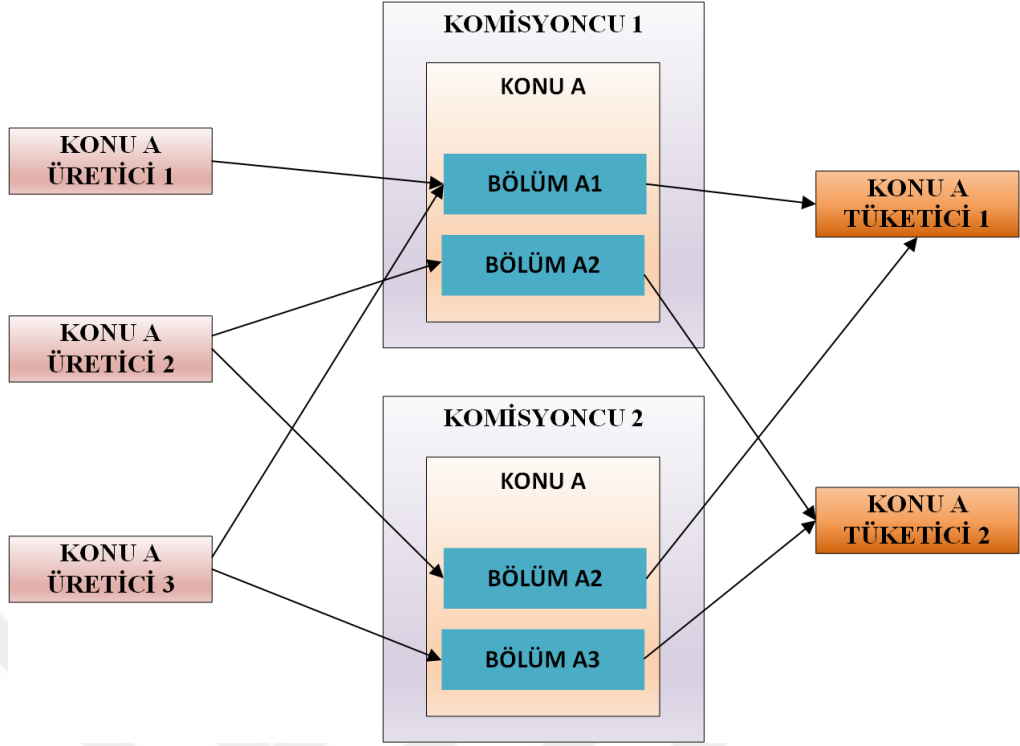 KOMİSYONCU 1
KONU A
BÖLÜM A1
BÖLÜM A2
KONU A
ÜRETİCİ 1
KONU A
ÜRETİCİ 2
KONU A
ÜRETİCİ 3
KOMİSYONCU 2
KONU A
BÖLÜM A2
BÖLÜM A3
KONU A
TÜKETİCİ 1
KONU A
TÜKETİCİ 2